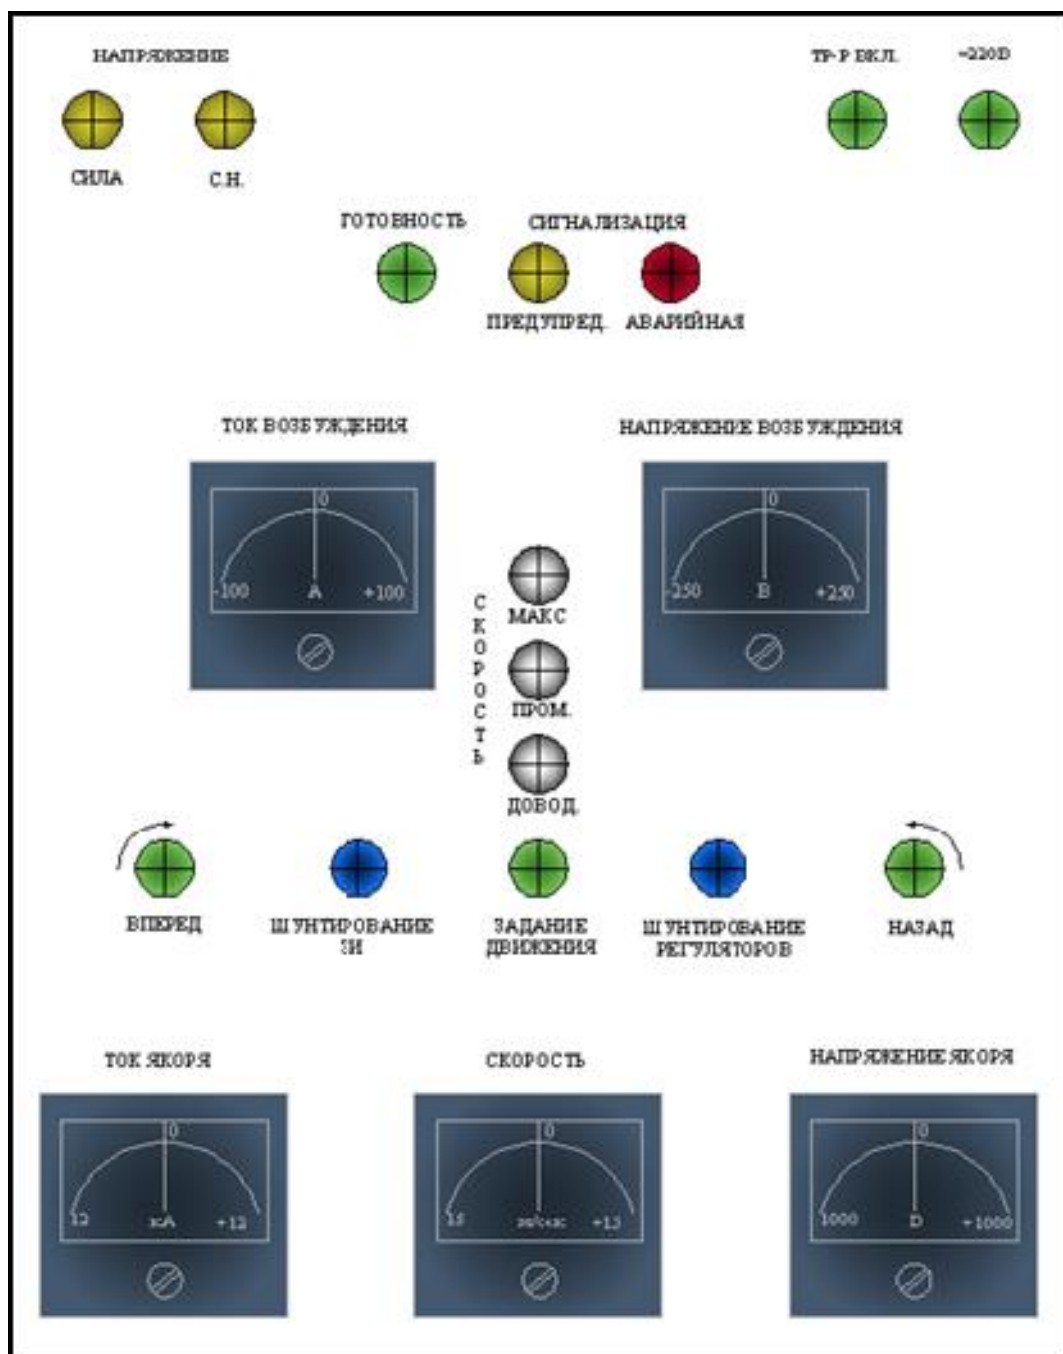 НАПРЯЖЕНИЕ
ТР-Р ВКЛ.
=220В
СИЛА
С.Н.
ГОТОВНОСТЬ
СИГНАЛИЗАЦИЯ
ПРЕДУПРЕД.
АВАРИЙНАЯ
ТОК ВОЗБУЖДЕНИЯ
НАПРЯЖЕНИЕ ВОЗБУЖДЕНИЯ
0
-100 А +100
0
-250 В +250
СКОРОСТЬ
МАКС
ПРОМ.
ДОВОД.
ВПЕРЕД
ШУНТИРОВАНИЕ
ЗАДАНИЕ
ДВИЖЕНИЯ
ШУНТИРОВАНИЕ
РЕГУЛЯТОРОВ
НАЗАД
ТОК ЯКОРЯ
СКОРОСТЬ
НАПРЯЖЕНИЕ ЯКОРЯ
0
12 кА +12
0
15 +15
0
1000 +1000